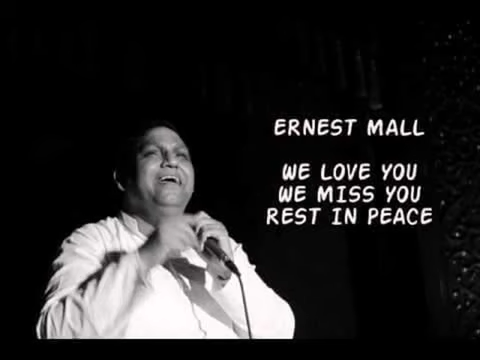 ERNEST MALL
WE LOVE YOU
WE MISS YOU
REST IN PEACE